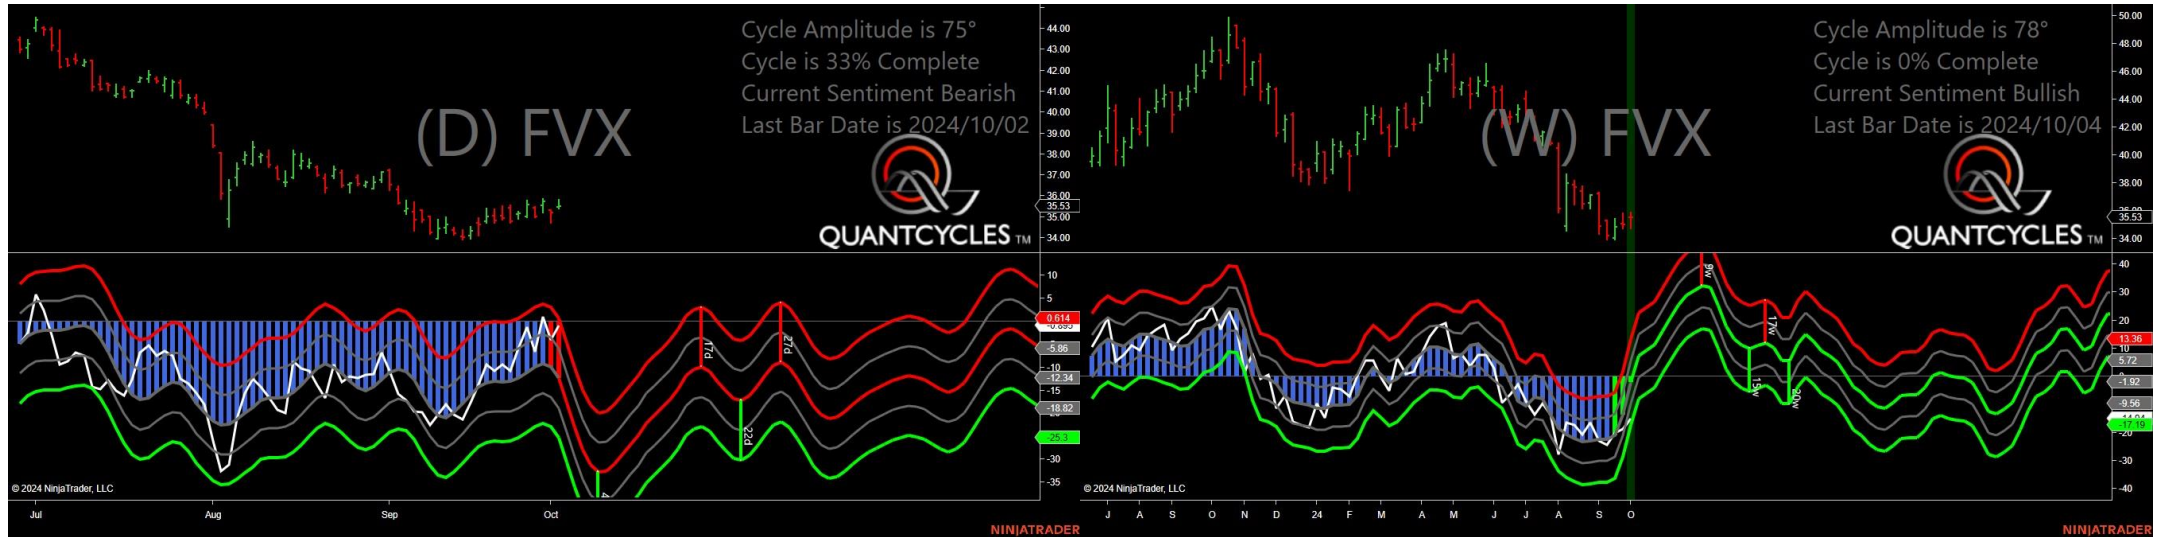 Cycle Amplitude is 75°
Cycle is 33% Complete
Current Sentiment Bearish
Last Bar Date is 2024/10/02
(D) FVX
QUANTCYCLES TM
44.00
43.00
42.00
41.00
40.00
39.00
38.00
37.00
36.00
35.53
35.00
34.00
10
5
0.614
-0.895
-5.86
-10
-12.34
-15
-18.82
-25.3
-30
-35
17d
27d
22d
© 2024 NinjaTrader, LLC
Jul
Aug
Sep
Oct
NINJATRADER
Cycle Amplitude is 78°
Cycle is 0% Complete
Current Sentiment Bullish
Last Bar Date is 2024/10/04
(W) FVX
QUANTCYCLES TM
50.00
48.00
46.00
44.00
42.00
40.00
38.00
35.53
34.00
40
30
20
13.36
10
5.72
-1.92
-9.56
-17.19
-20
-30
-40
9w
17w
15w
20w
© 2024 NinjaTrader, LLC
J
A
S
O
N
D
24
F
M
A
M
J
J
A
S
O
NINJATRADER